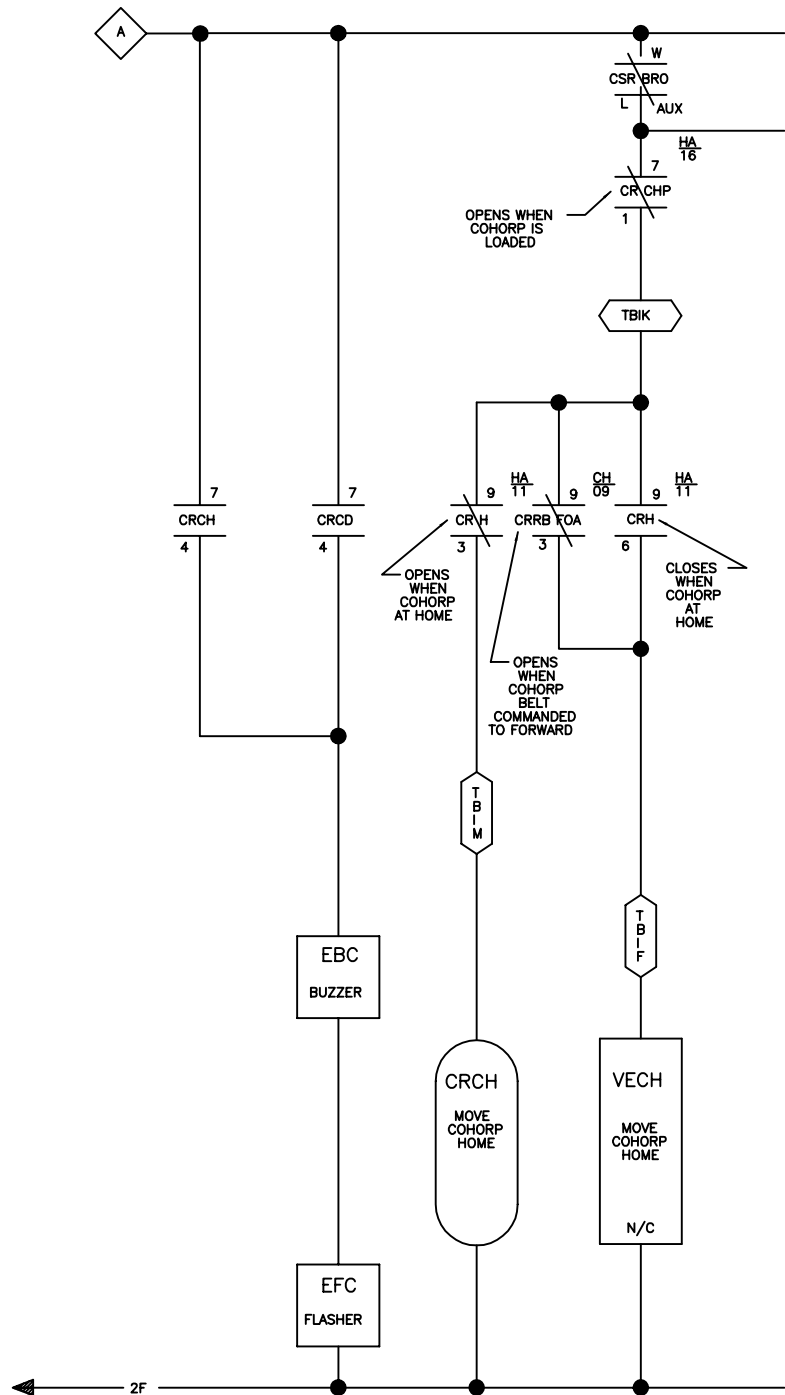 A
W
CSR BRO
L
AUX
HA
16
7
CR CHP
1
OPENS WHEN
COHORP IS
LOADED
TBIK
7
CRCH
4
7
CRCD
4
9
HA
11
CR H
3
CH
09
9
CRRB FOA
3
HA
11
9
CRH
6
OPENS
WHEN
COHORP
AT HOME
CLOSES
WHEN
COHORP
AT
HOME
OPENS
WHEN
COHORP
BELT
COMMANDED
TO FORWARD
TBIM
TBIF
EBC
BUZZER
CRCH
MOVE
COHORP
HOME
VECH
MOVE
COHORP
HOME
N/C
EFC
FLASHER
2F